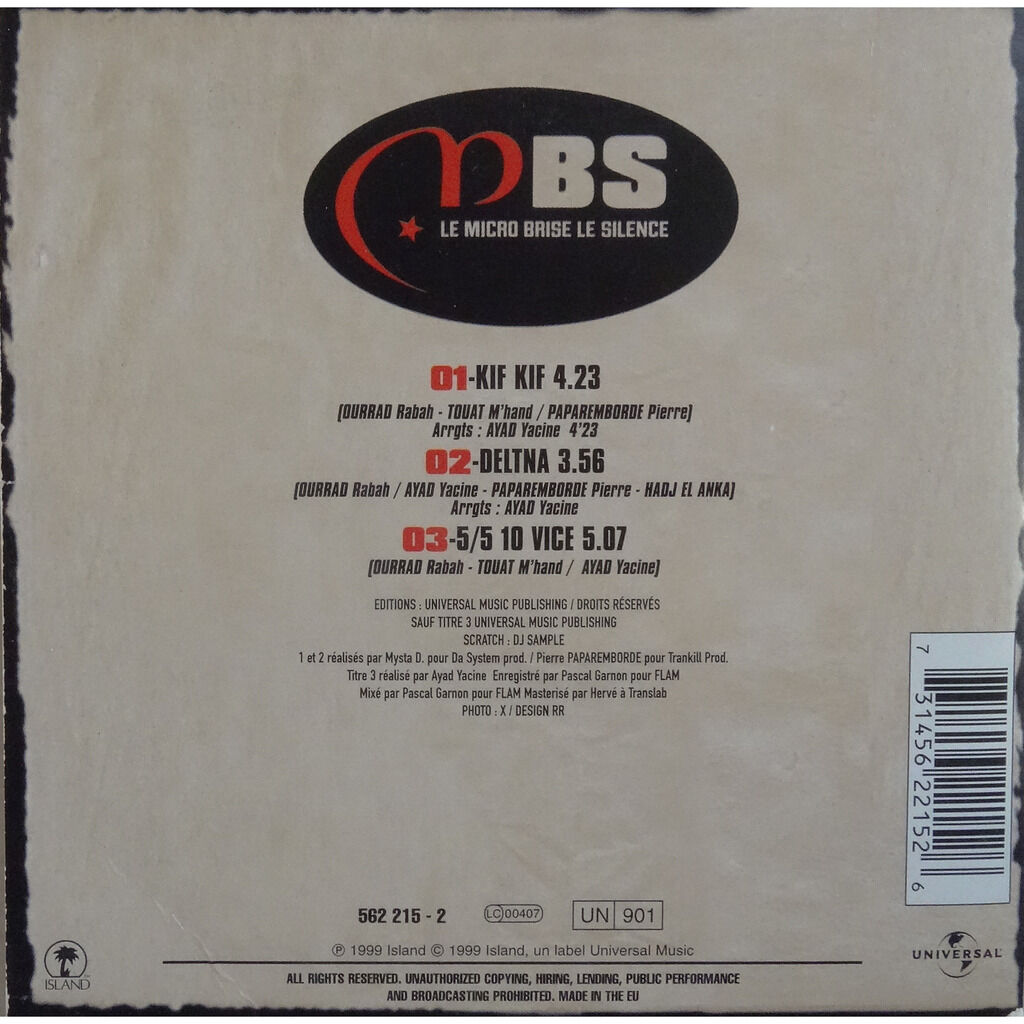 MBS
LE MICRO BRISE LE SILENCE
01-KIF KIF 4.23
(OURRAD Rabah - TOUAT M'hand / PAPAREMBORDE Pierre)
Arrgts : AYAD Yacine 4'23
02-DELTNA 3.56
(OURRAD Rabah / AYAD Yacine - PAPAREMBORDE Pierre - HADJ EL ANKA)
Arrgts : AYAD Yacine
03-5/5 10 VICE 5.07
(OURRAD Rabah - TOUAT M'hand / AYAD Yacine)
EDITIONS : UNIVERSAL MUSIC PUBLISHING / DROITS RÉSERVÉS
SAUF TITRE 3 UNIVERSAL MUSIC PUBLISHING
SCRATCH : DJ SAMPLE
1 et 2 réalisés par Mysta D. pour Da System prod. / Pierre PAPAREMBORDE pour Trankill Prod.
Titre 3 réalisé par Ayad Yacine Enregistré par Pascal Garnon pour FLAM
Mixé par Pascal Garnon pour FLAM Masterisé par Hervé à Translab
PHOTO : X / DESIGN RR
7 31456 22152 6
562 215 - 2
LC 00407
UN 901
℗ 1999 Island © 1999 Island, un label Universal Music
ISLAND
UNIVERSAL
ALL RIGHTS RESERVED. UNAUTHORIZED COPYING, HIRING, LENDING, PUBLIC PERFORMANCE
AND BROADCASTING PROHIBITED. MADE IN THE EU